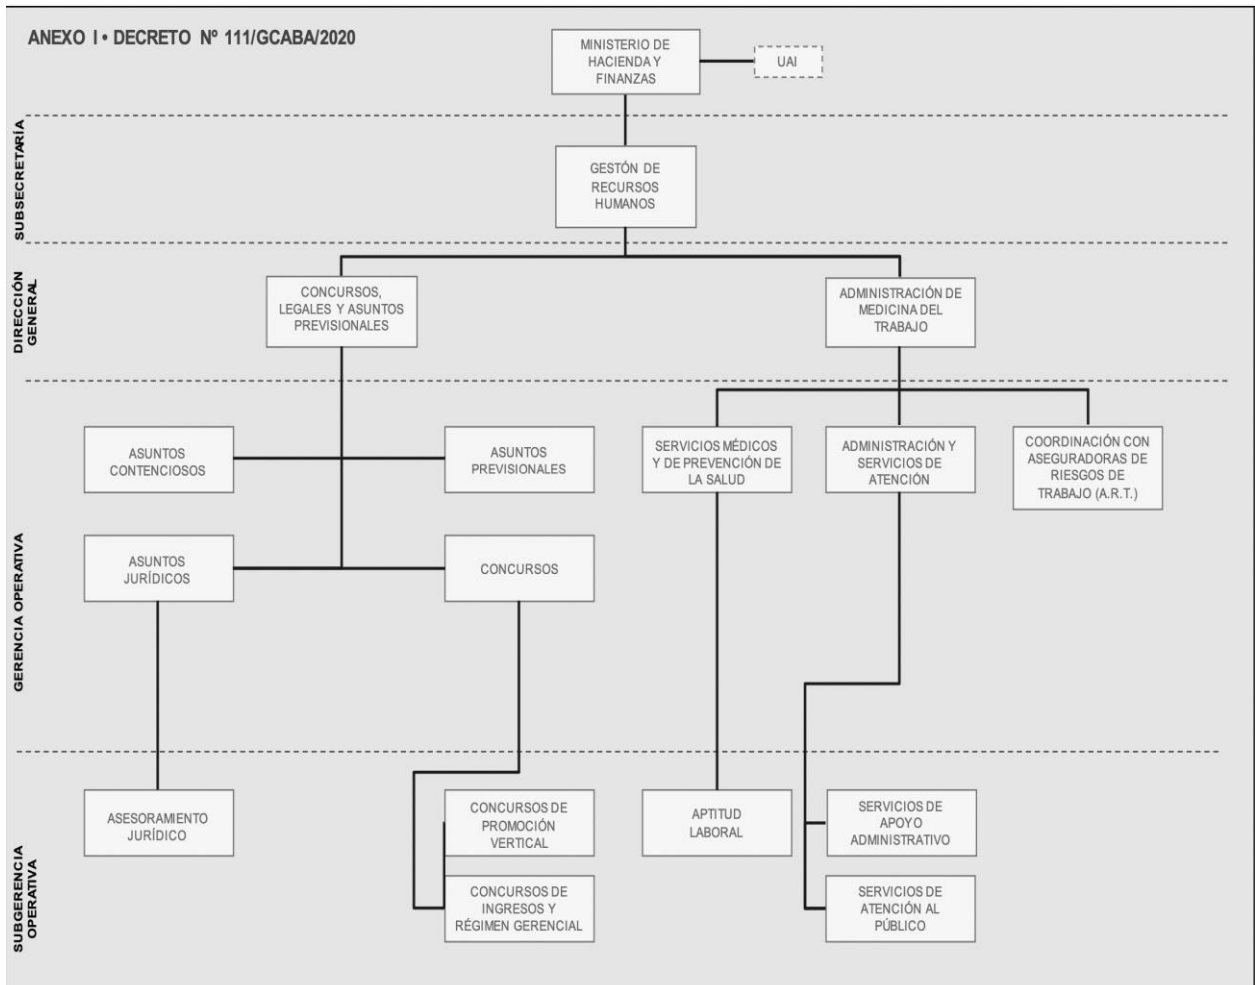 ANEXO I • DECRETO Nº 111/GCABA/2020
MINISTERIO DE
HACIENDA Y
FINANZAS
UAI
SUBSECRETARÍA
GESTIÓN DE
RECURSOS
HUMANOS
DIRECCIÓN
GENERAL
CONCURSOS,
LEGALES Y ASUNTOS
PREVISIONALES
ADMINISTRACIÓN DE
MEDICINA DEL
TRABAJO
GERENCIA OPERATIVA
ASUNTOS
CONTENCIOSOS
ASUNTOS
PREVISIONALES
SERVICIOS MÉDICOS
Y DE PREVENCIÓN DE
LA SALUD
ADMINISTRACIÓN Y
SERVICIOS DE
ATENCIÓN
COORDINACIÓN CON
ASEGURADORAS DE
RIESGOS DE
TRABAJO (A.R.T.)
ASUNTOS
JURÍDICOS
CONCURSOS
SUBGERENCIA
OPERATIVA
ASESORAMIENTO
JURÍDICO
CONCURSOS DE
PROMOCIÓN
VERTICAL
APTITUD
LABORAL
SERVICIOS DE
APOYO
ADMINISTRATIVO
CONCURSOS DE
INGRESOS Y
RÉGIMEN GERENCIAL
SERVICIOS DE
ATENCIÓN AL
PÚBLICO